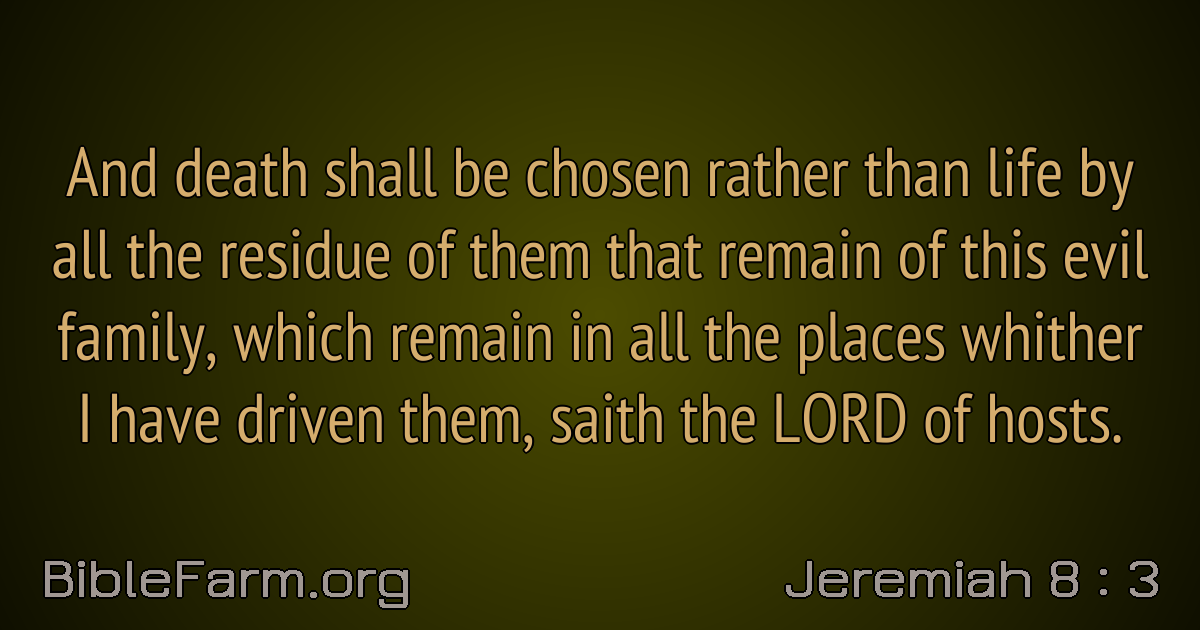 And death shall be chosen rather than life by
all the residue of them that remain of this evil
family, which remain in all the places whither
I have driven them, saith the LORD of hosts.
BibleFarm.org
Jeremiah 8 : 3